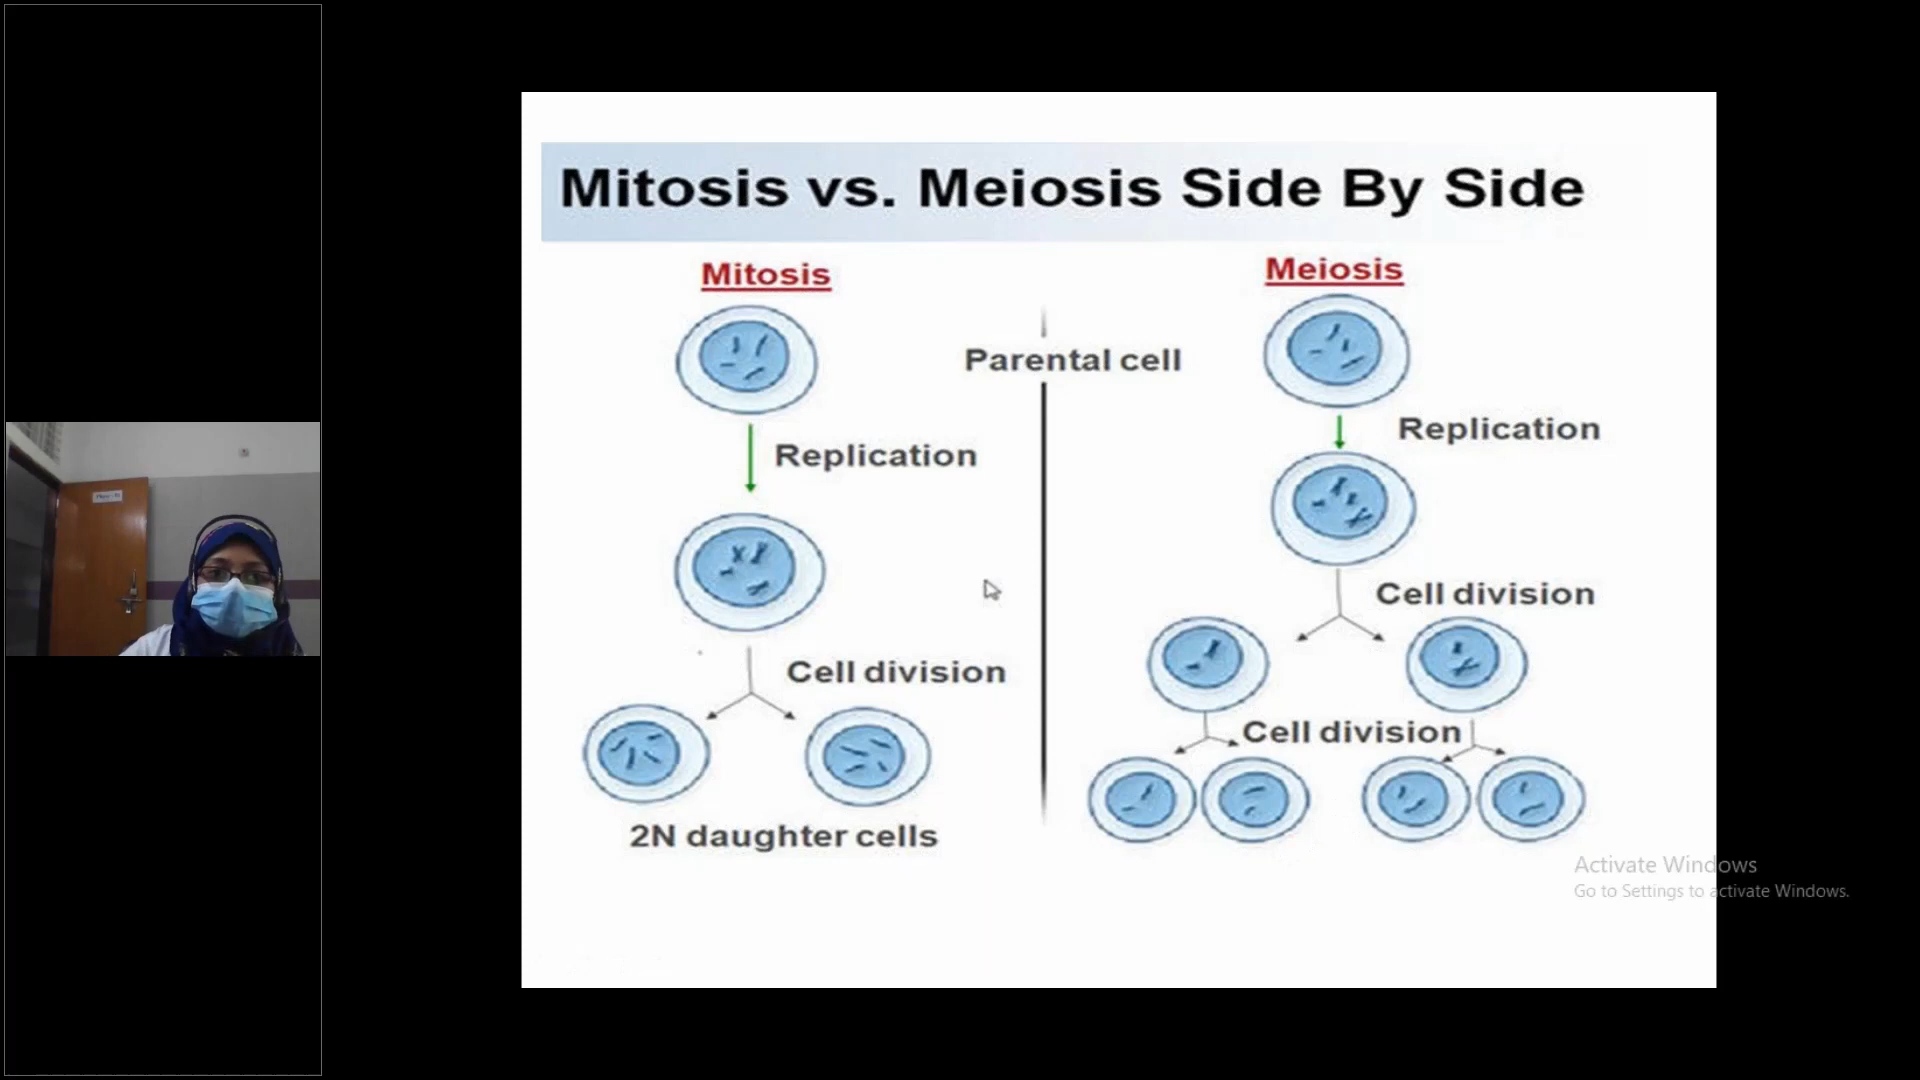 Mitosis vs. Meiosis Side By Side
Mitosis
Meiosis
Parental cell
Replication
Replication
Cell division
Cell division
Cell division
2N daughter cells
Activate Windows
Go to Settings to activate Windows.